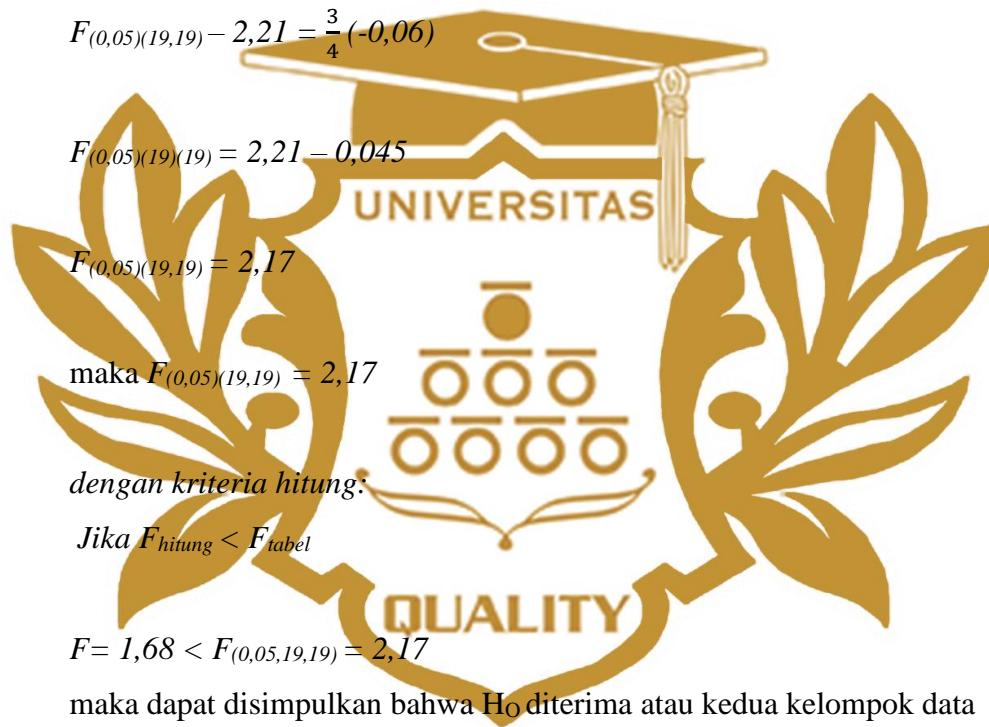 F(0,05)(19,19) – 2,21 = 3/4 (-0,06)
F(0,05)(19)(19) = 2,21 – 0,045
UNIVERSITAS
F(0,05)(19,19) = 2,17
maka F(0,05)(19,19) = 2,17
dengan kriteria hitung:
Jika Fhitung < Ftabel
QUALITY
F= 1,68 < F(0,05,19,19) = 2,17
maka dapat disimpulkan bahwa HO diterima atau kedua kelompok data